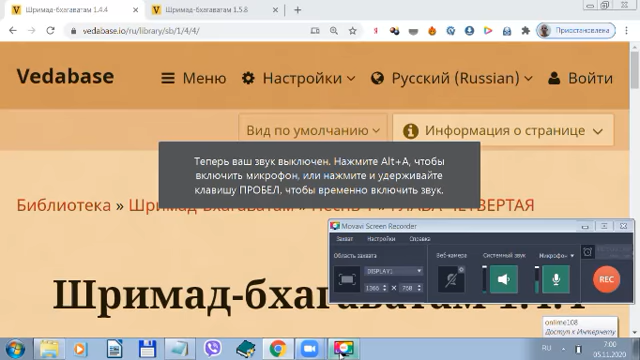 Шримад-бхагаватам 1.4.4
Шримад-бхагаватам 1.5.8
vedabase.io/ru/library/sb/1/4/4/
Приостановлена
Vedabase
Меню
Настройки
Русский (Russian)
Войти
Вид по умолчанию
Информация о странице
Теперь ваш звук выключен. Нажмите Alt+A, чтобы
включить микрофон, или нажмите и удерживайте
клавишу ПРОБЕЛ, чтобы временно включить звук.
Библиотека » Шримад-бхагаватам » Песнь 1 » ГЛАВА ЧЕТВЕРТАЯ
Movavi Screen Recorder
Захват Настройки Справка
Область захвата
Веб-камера
Системный звук
Микрофон
DISPLAY1
1366 × 768
REC
Шримад-бхагаватам 1.4.4
online108
Доступ к Интернету
RU
7:00
05.11.2020